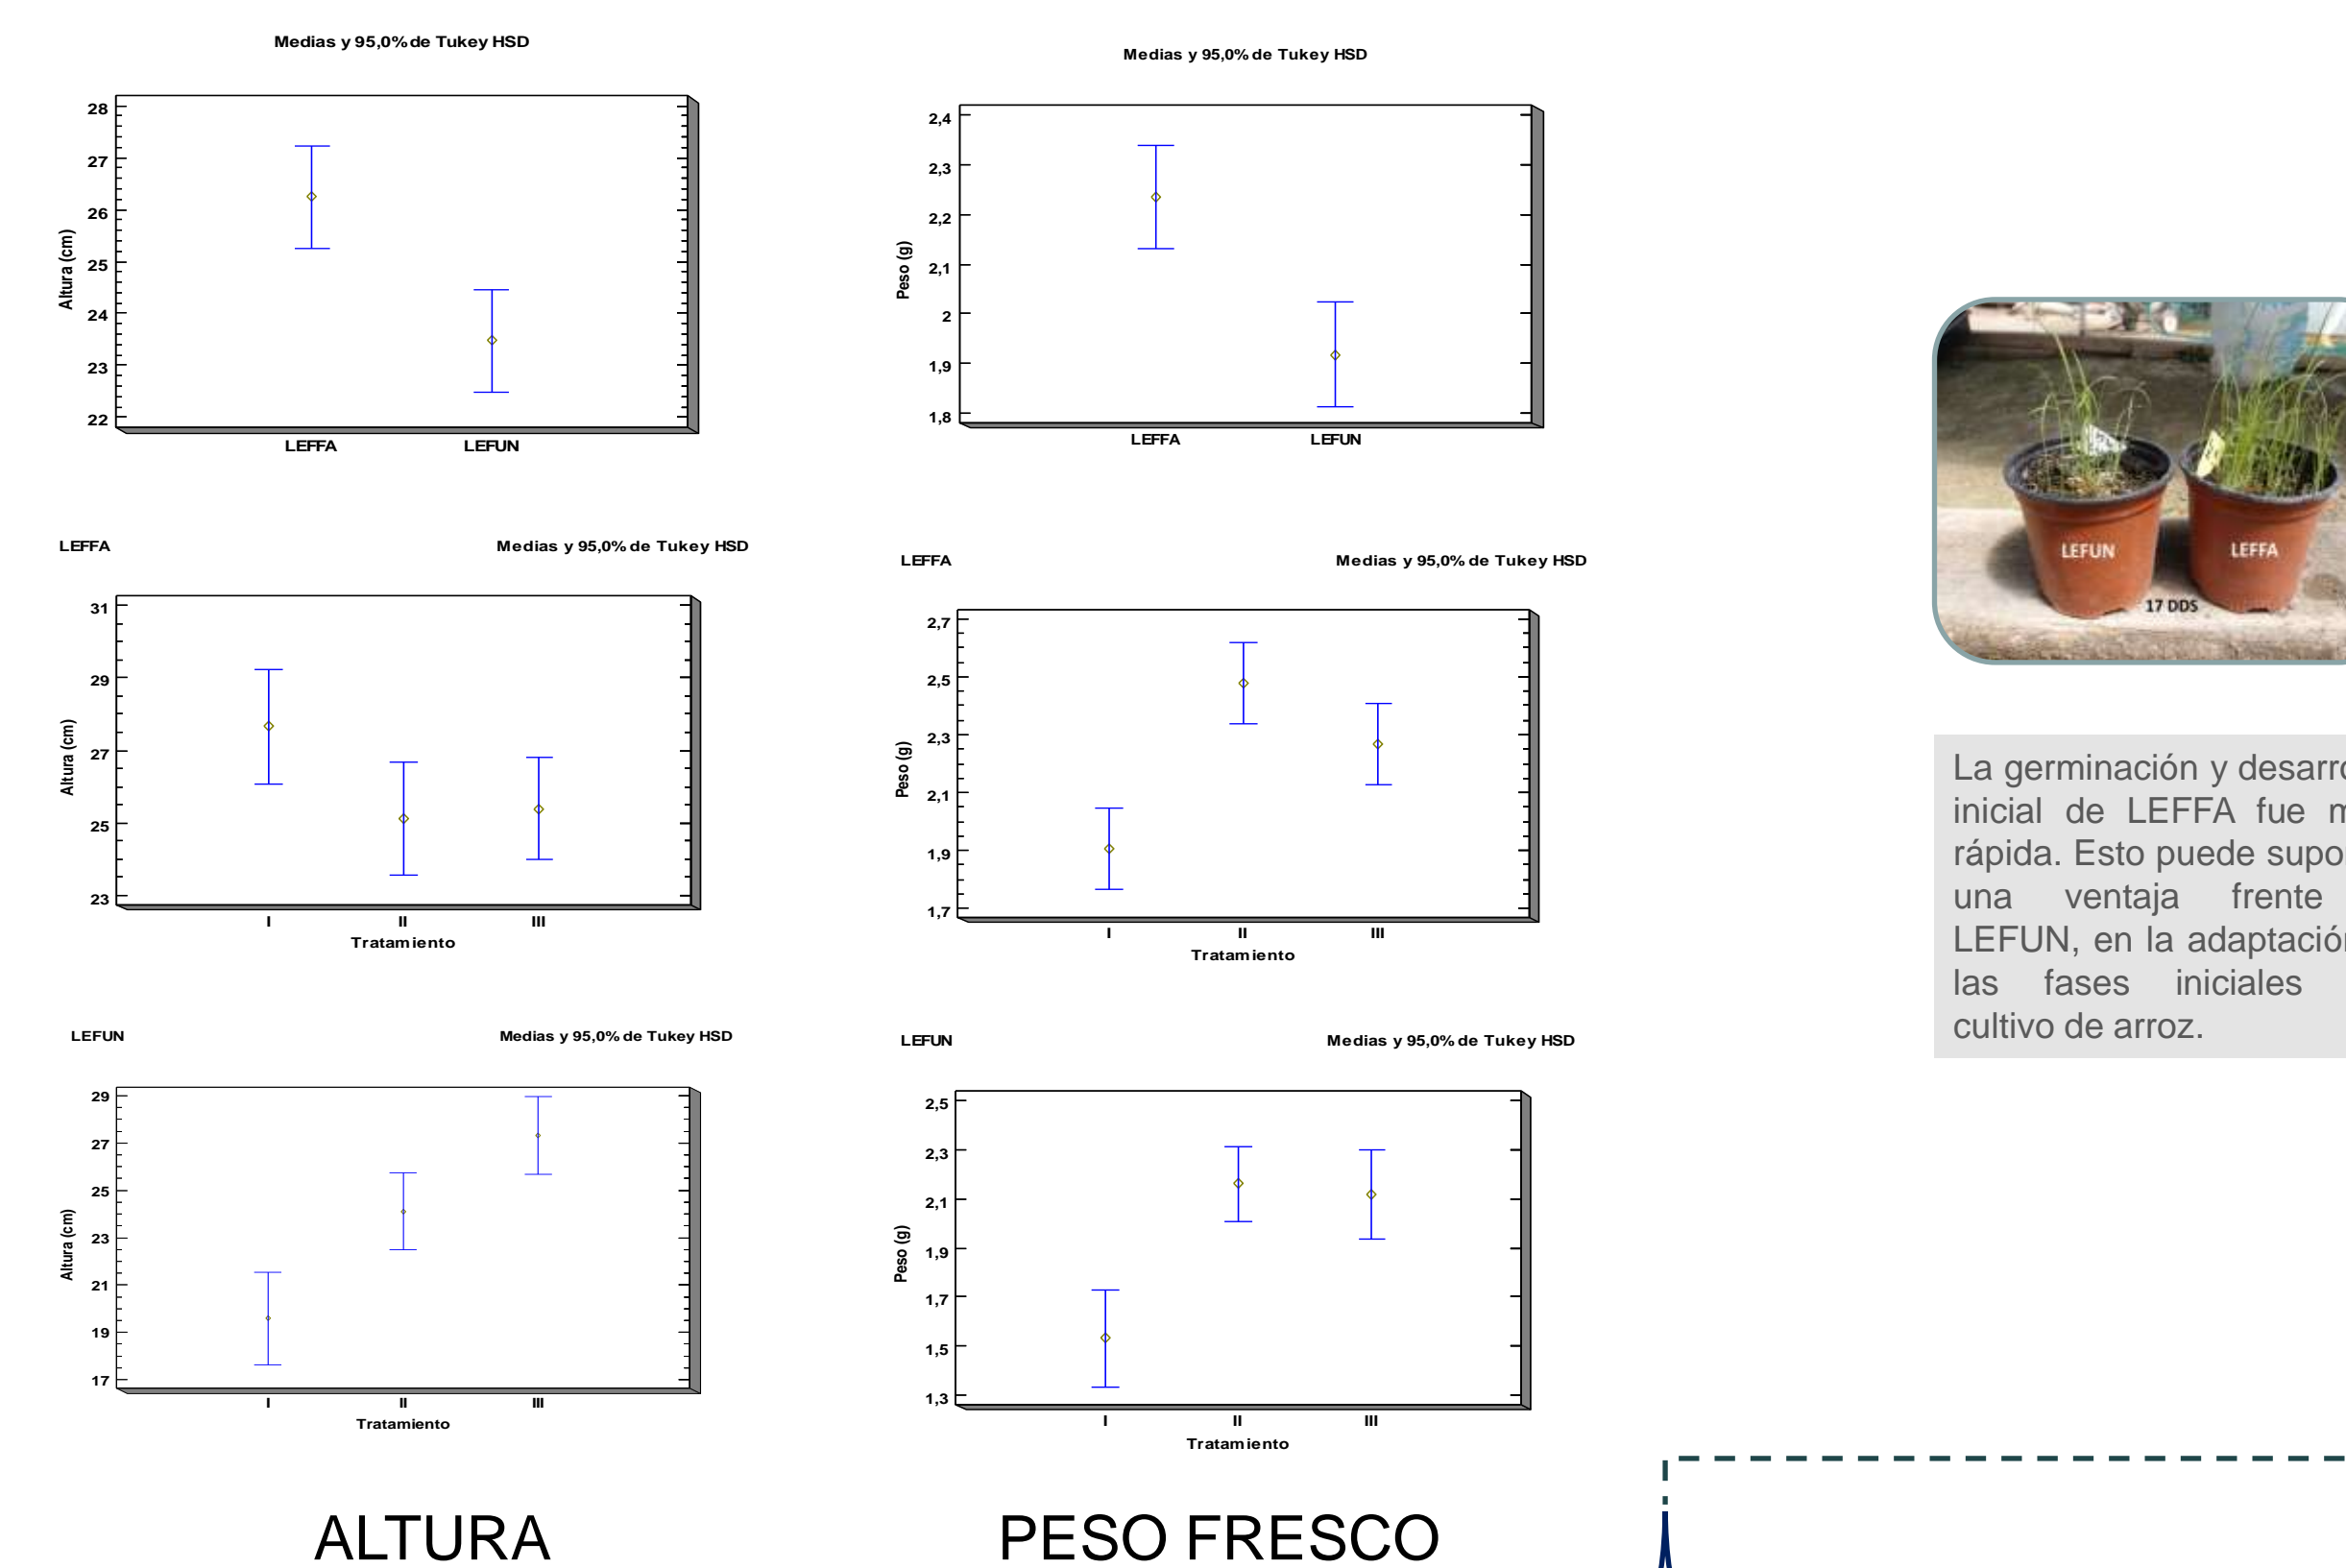 Medias y 95,0% de Tukey HSD
Altura (cm)
28
27
26
25
24
23
22
LEFFA LEFUN
Medias y 95,0% de Tukey HSD
Peso (g)
2,4
2,3
2,2
2,1
2
1,9
1,8
LEFFA LEFUN
LEFFA Medias y 95,0% de Tukey HSD
Altura (cm)
31
29
27
25
23
I II III
Tratamiento
LEFFA Medias y 95,0% de Tukey HSD
Peso (g)
2,7
2,5
2,3
2,1
1,9
1,7
I II III
Tratamiento
LEFUN Medias y 95,0% de Tukey HSD
Altura (cm)
29
27
25
23
21
19
17
I II III
Tratamiento
LEFUN Medias y 95,0% de Tukey HSD
Peso (g)
2,5
2,3
2,1
1,9
1,7
1,5
1,3
I II III
Tratamiento
ALTURA
PESO FRESCO
LEFUN LEFFA
17 DDS
La germinación y desarro
inicial de LEFFA fue m
rápida. Esto puede supo
una ventaja frente
LEFUN, en la adaptación
las fases iniciales
cultivo de arroz.